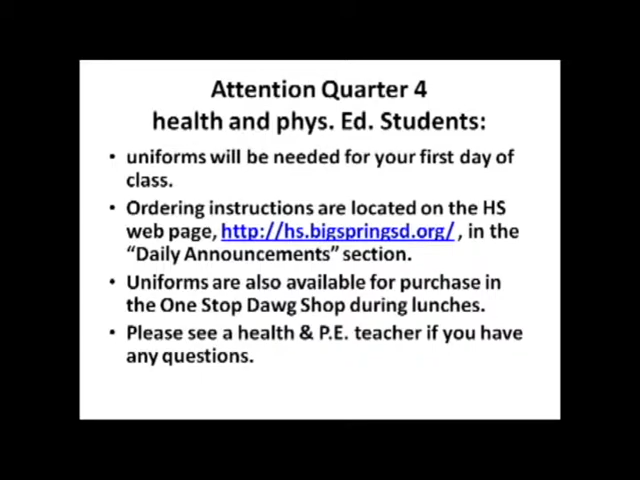 Attention Quarter 4
health and phys. Ed. Students:
• uniforms will be needed for your first day of
class.
• Ordering instructions are located on the HS
web page, http://hs.bigspringsd.org/ , in the
“Daily Announcements” section.
• Uniforms are also available for purchase in
the One Stop Dawg Shop during lunches.
• Please see a health & P.E. teacher if you have
any questions.